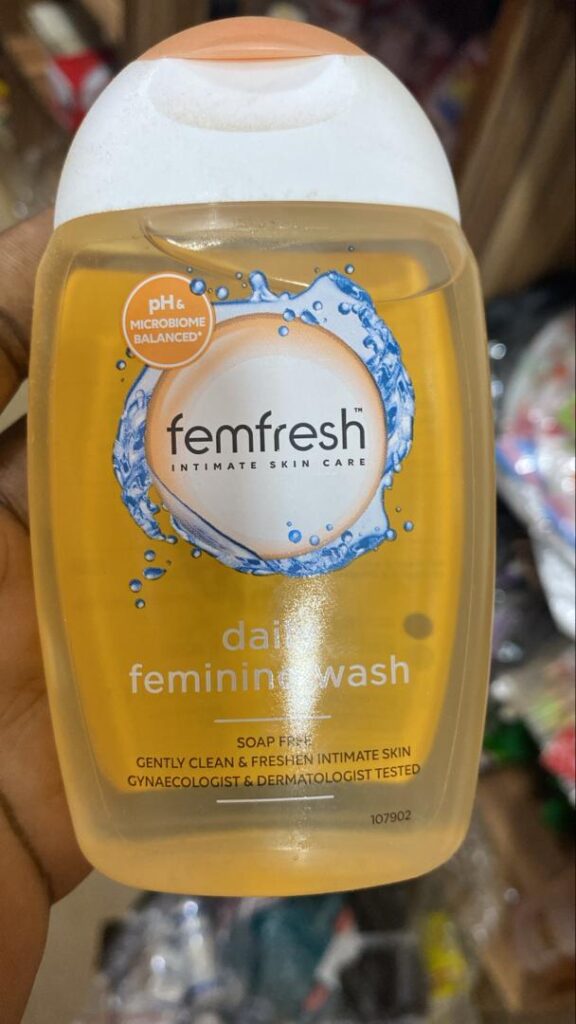 pH &
MICROBIOME
BALANCED*
femfresh™
INTIMATE SKIN CARE
daily
feminine wash
SOAP FREE
GENTLY CLEAN & FRESHEN INTIMATE SKIN
GYNAECOLOGIST & DERMATOLOGIST TESTED
107902